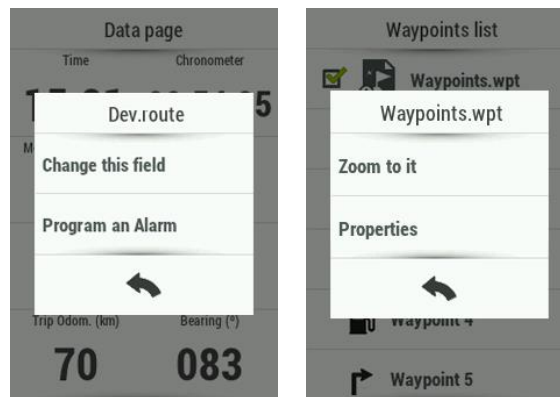 Data page
Time Chronometer
5
Dev.route
Change this field
Program an Alarm
Trip Odom. (km) Bearing (º)
70 083
Waypoints list
Waypoints.wpt
Waypoints.wpt
Zoom to it
Properties
Waypoint 4
Waypoint 5